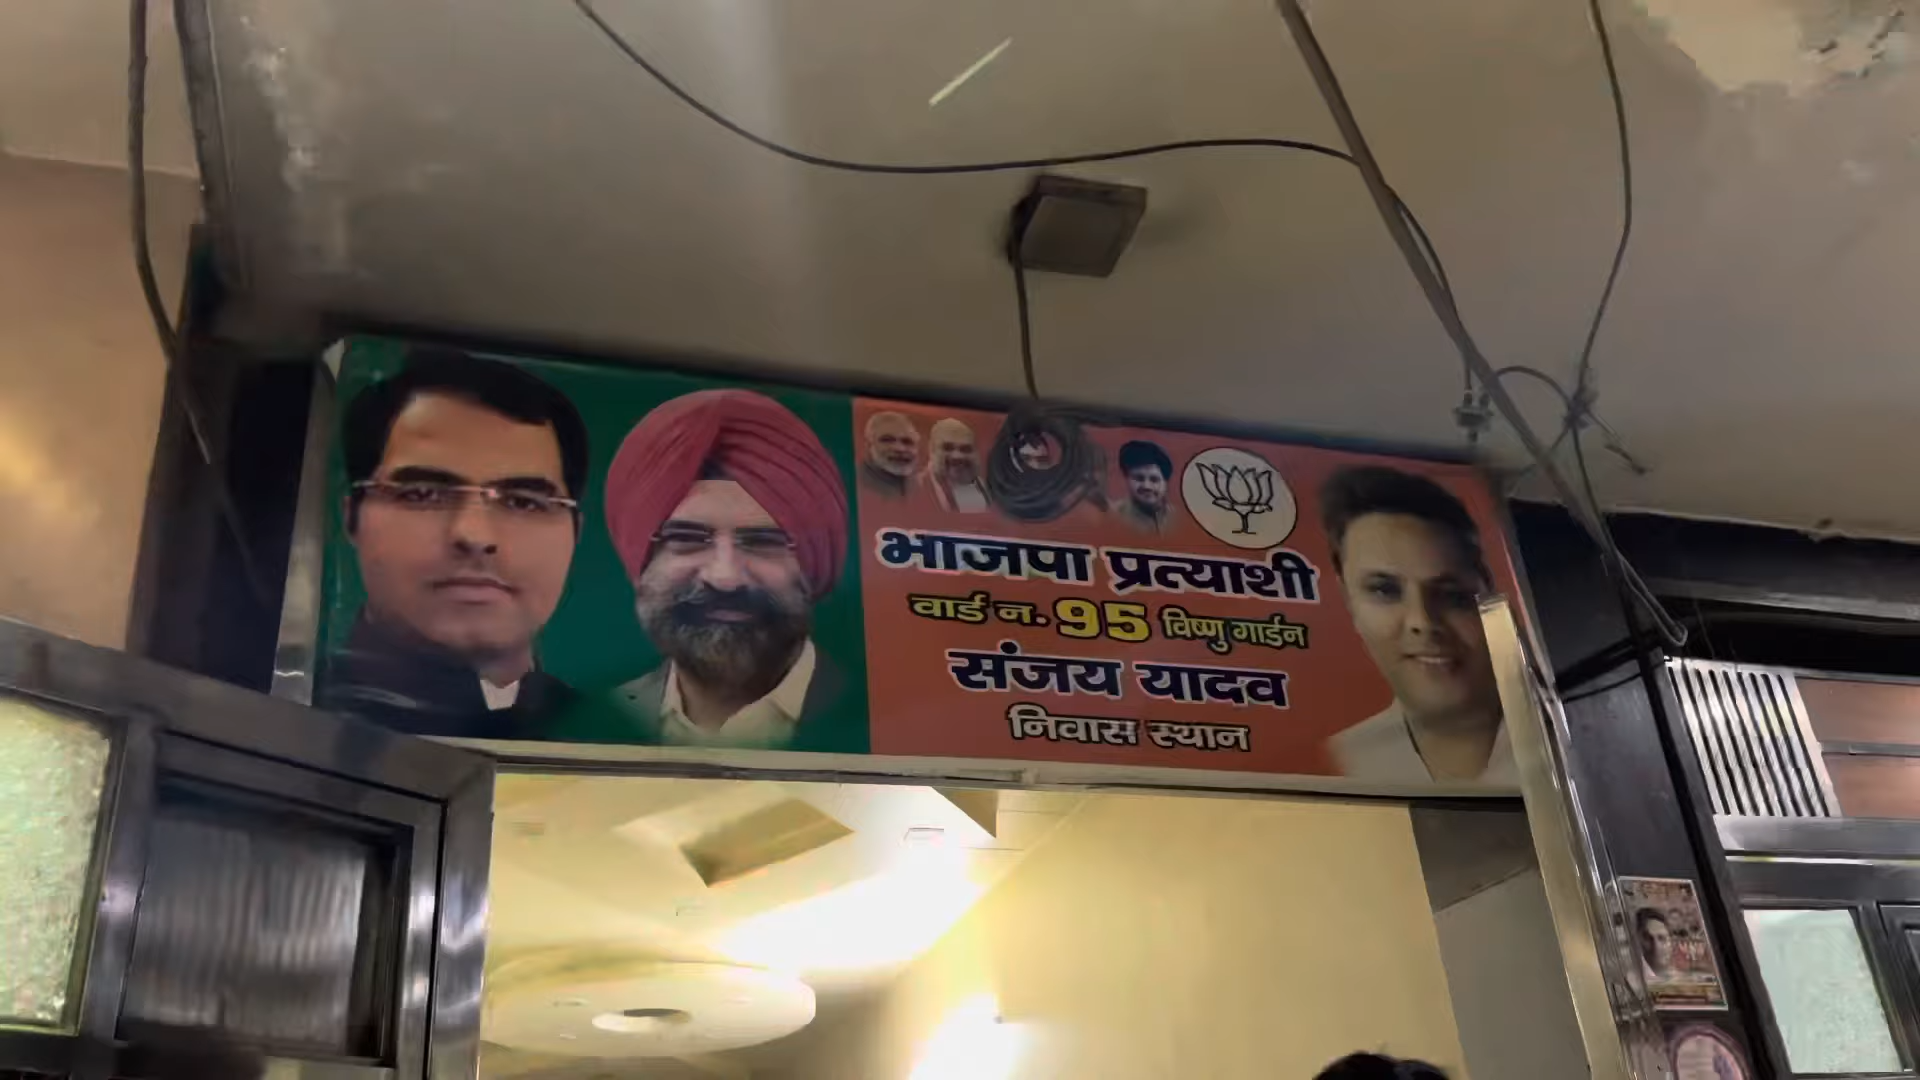 भाजपा प्रत्याशी
वार्ड न. 95 विष्णु गार्डन
संजय यादव
निवास स्थान